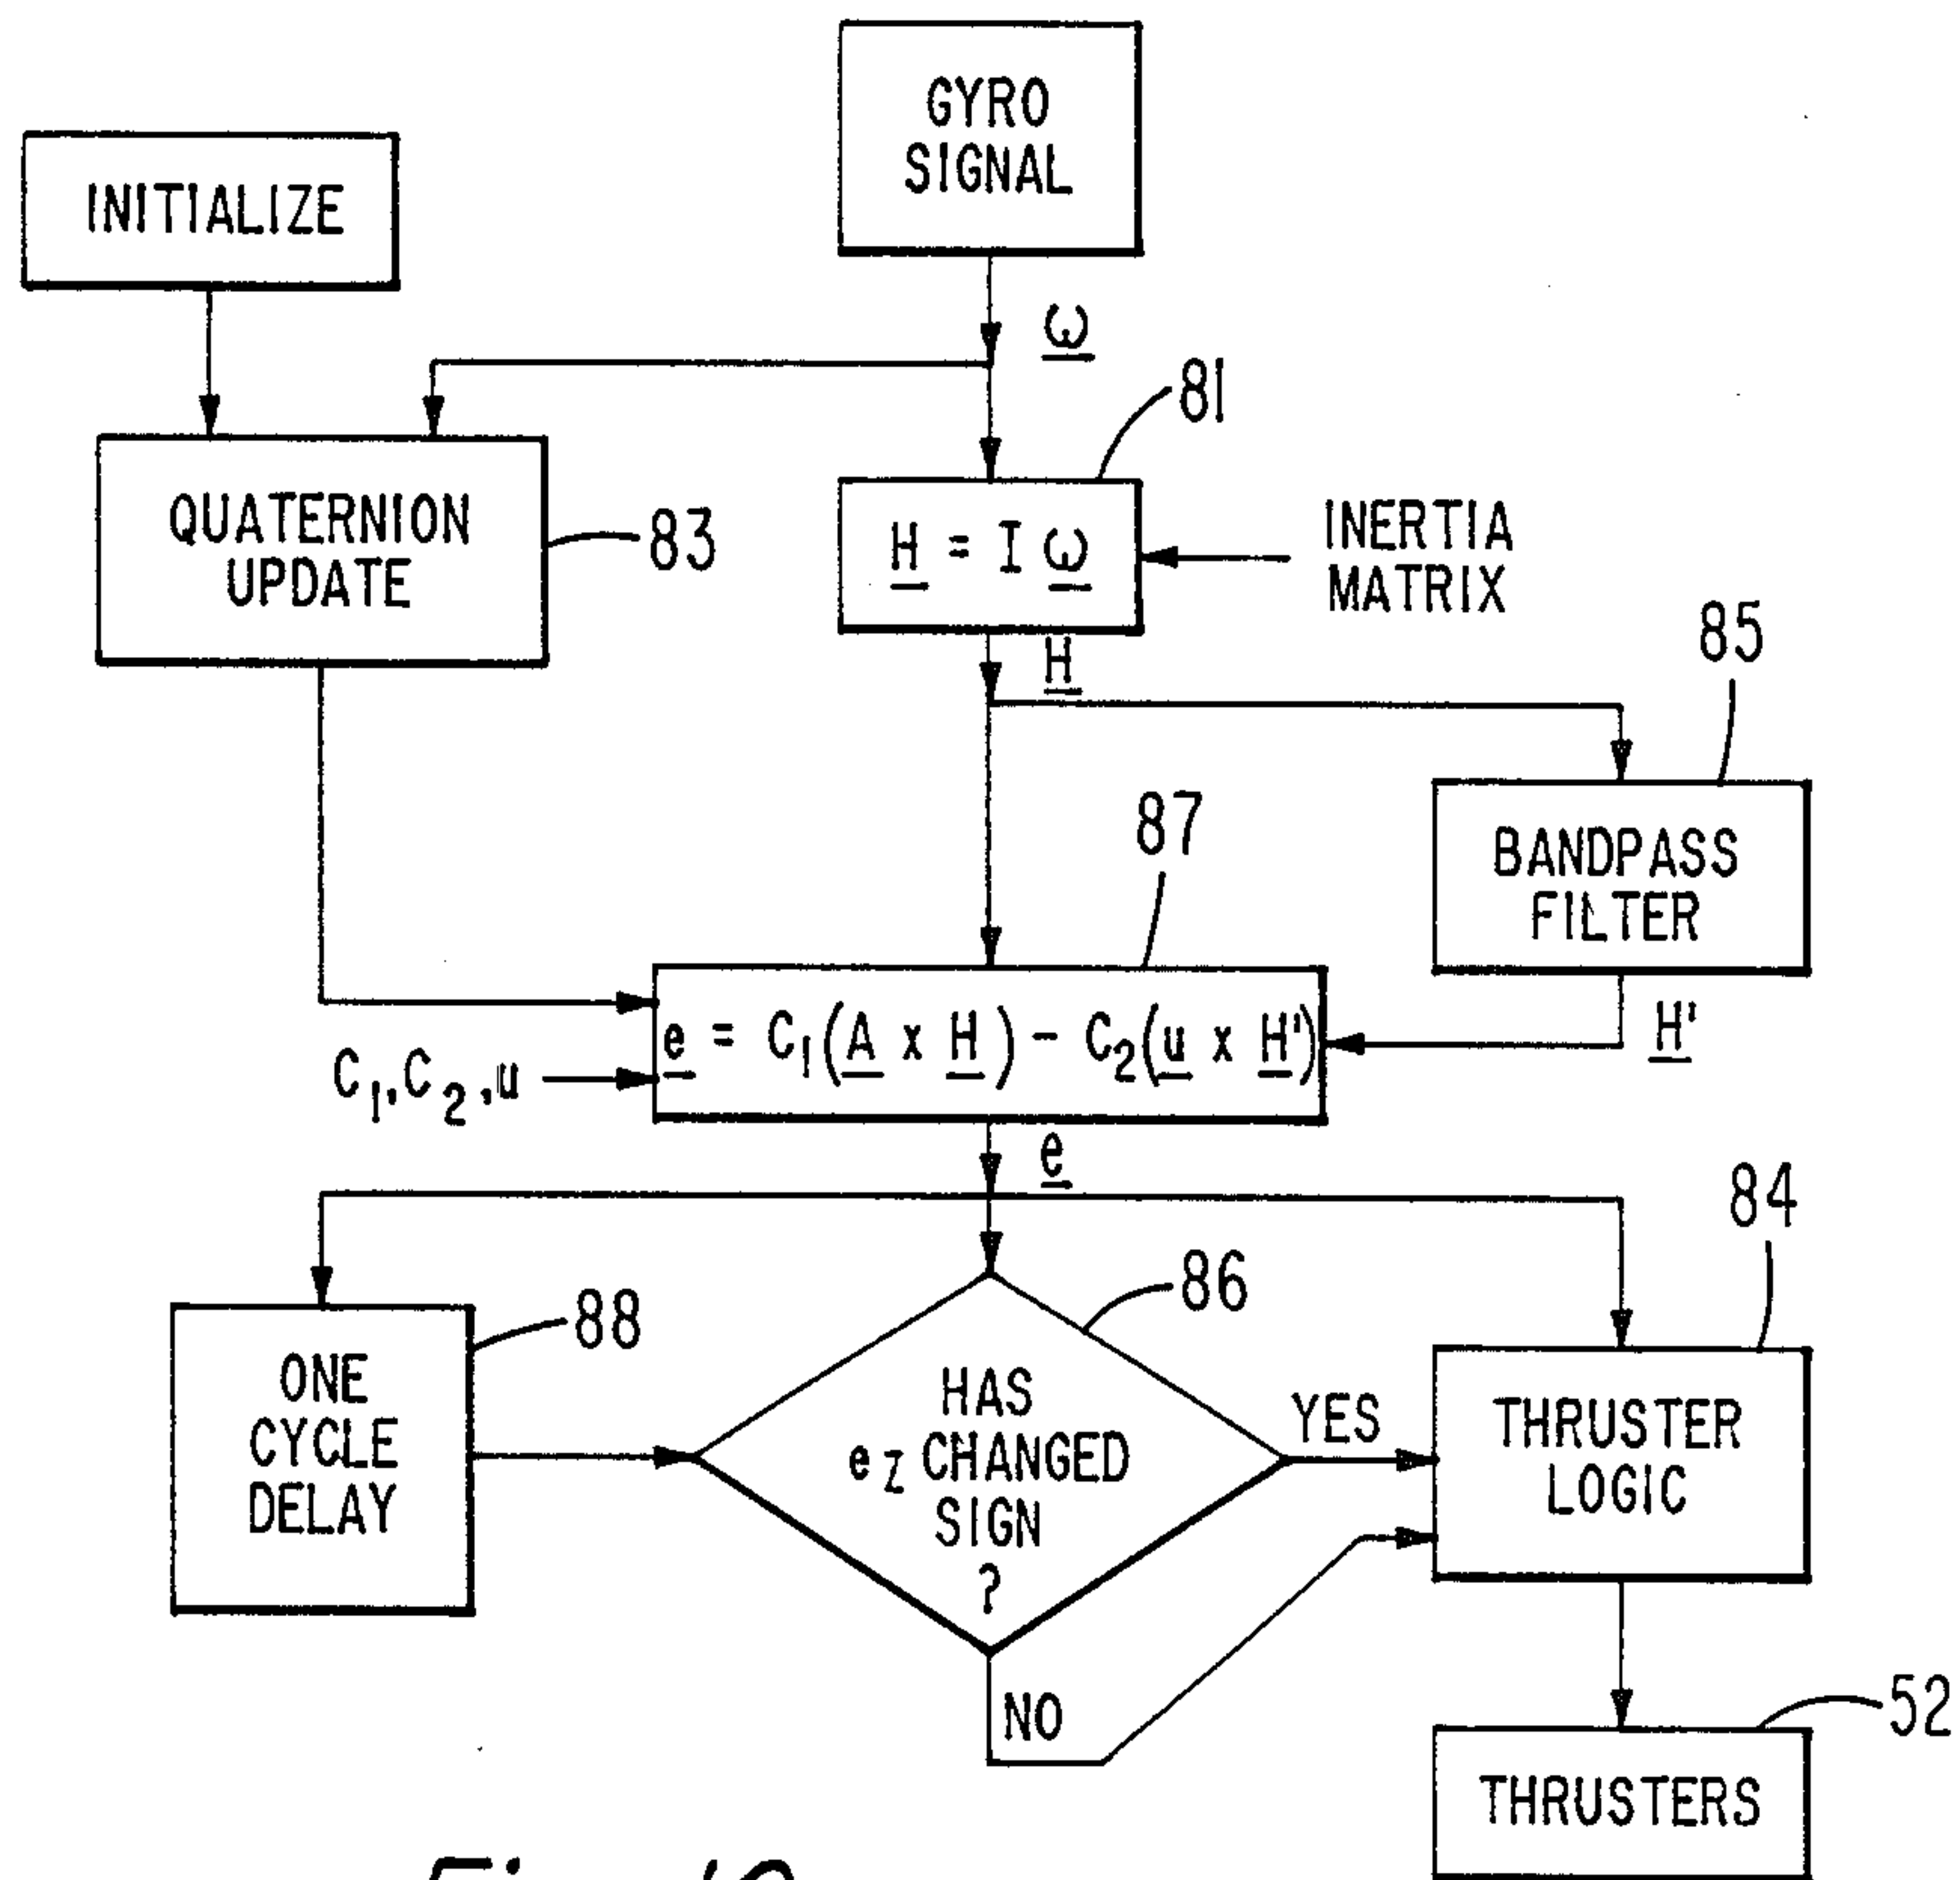 GYRO
SIGNAL
INITIALIZE
ω
81
QUATERNION
UPDATE
83
H = I ω
INERTIA
MATRIX
H
85
87
BANDPASS
FILTER
e = C₁(A x H) - C₂(u x H')
H'
C₁,C₂,u
e
84
88
86
ONE
CYCLE
DELAY
HAS
e_Z CHANGED
SIGN
?
YES
THRUSTER
LOGIC
NO
52
THRUSTERS